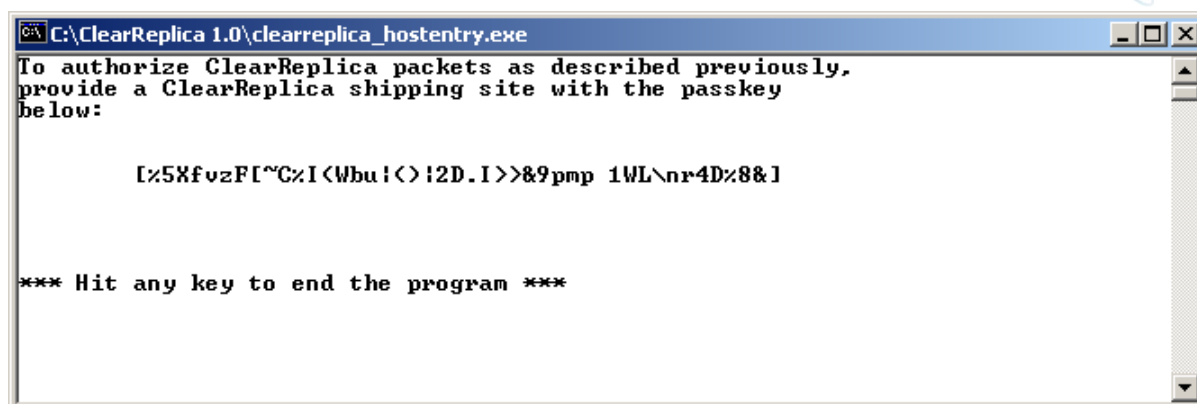 C:\ClearReplica 1.0\clearreplica_hostentry.exe
To authorize ClearReplica packets as described previously,
provide a ClearReplica shipping site with the passkey
below:
[%5XfvzF[~C%I(Wbu¦()¦2D.I>>&9pmp 1WL\nr4D%8&]
*** Hit any key to end the program ***